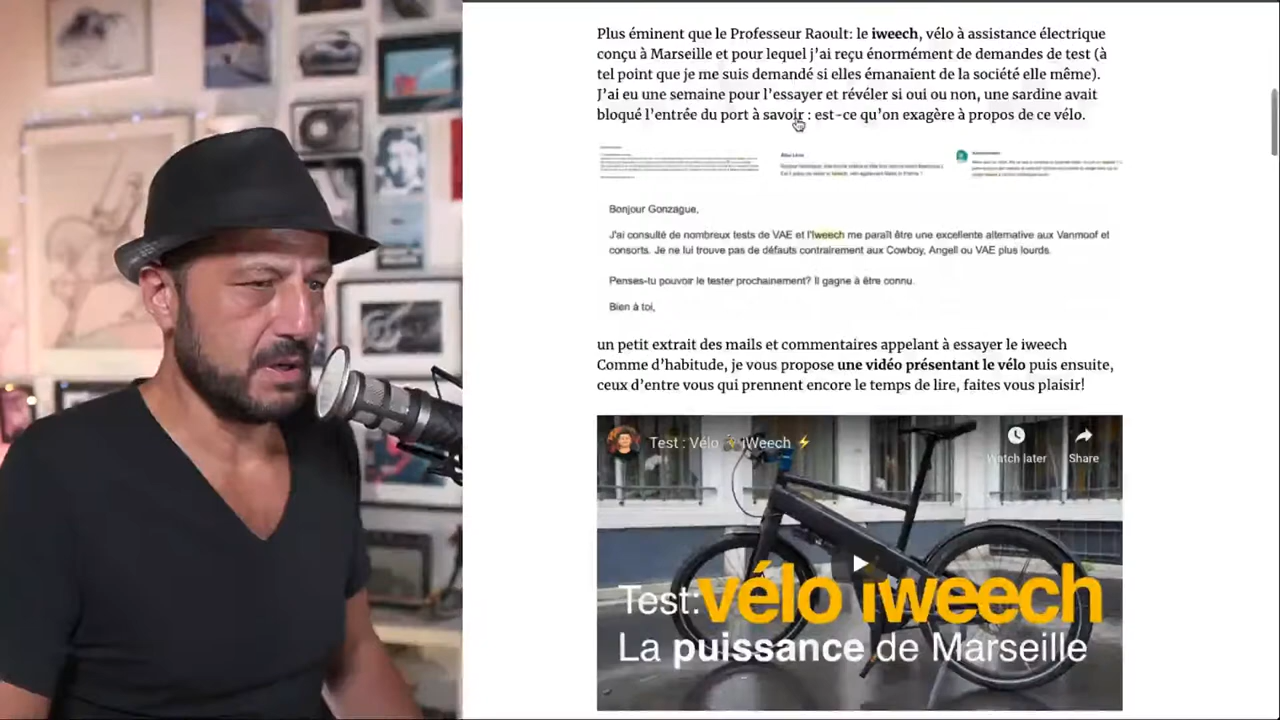 Plus éminent que le Professeur Raoult: le iweech, vélo à assistance électrique
conçu à Marseille et pour lequel j'ai reçu énormément de demandes de test (à
tel point que je me suis demandé si elles émanaient de la société elle même).
J'ai eu une semaine pour l'essayer et révéler si oui ou non, une sardine avait
bloqué l'entrée du port à savoir : est-ce qu'on exagère à propos de ce vélo.
Bonjour Gonzague,
J'ai consulté de nombreux tests de VAE et l'Iweech me paraît être une excellente alternative aux Vanmoof et
consorts. Je ne lui trouve pas de défauts contrairement aux Cowboy, Angell ou VAE plus lourds.
Penses-tu pouvoir le tester prochainement? Il gagne à être connu.
Bien à toi,
un petit extrait des mails et commentaires appelant à essayer le iweech
Comme d'habitude, je vous propose une vidéo présentant le vélo puis ensuite,
ceux d'entre vous qui prennent encore le temps de lire, faites vous plaisir!
Test : Vélo 🚴 iWeech ⚡
Watch later
Share
Test: vélo iweech
La puissance de Marseille